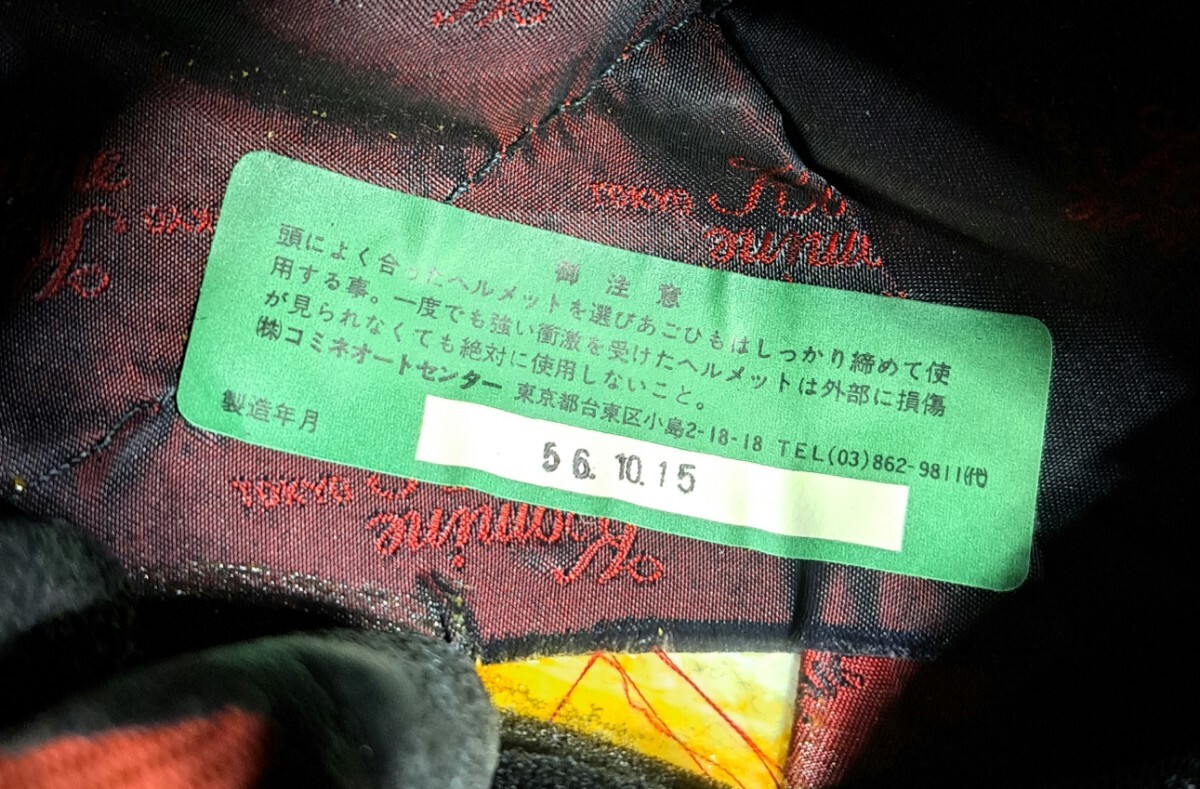 御注意
頭によく合ったヘルメットを選びあごひもはしっかり締めて使
用する事。一度でも強い衝激を受けたヘルメットは外部に損傷
が見られなくても絶対に使用しないこと。
㈱コミネオートセンター 東京都台東区小島2-18-18 TEL(03)862-9811㈹
製造年月 56.10.15
Komine
TOKYO